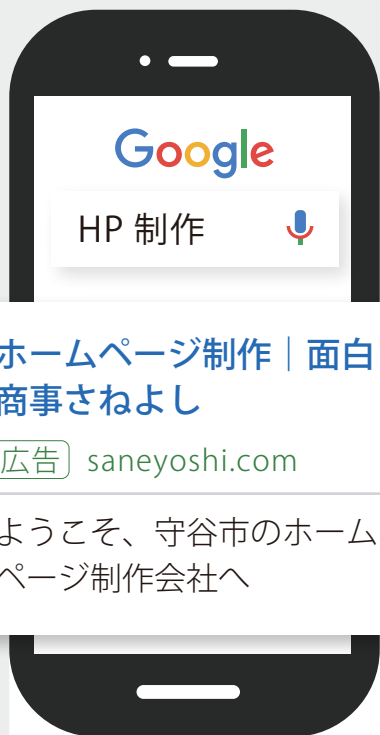 Google
HP 制作
ホームページ制作｜面白
商事さねよし
広告 saneyoshi.com
ようこそ、守谷市のホーム
ページ制作会社へ